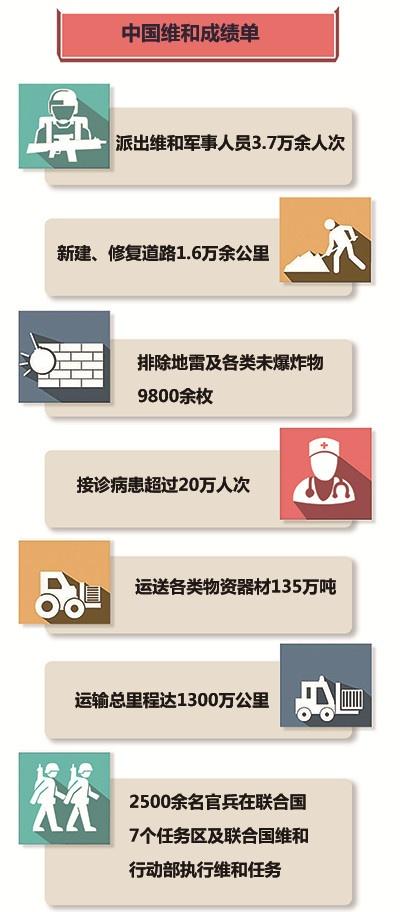 中国维和成绩单
派出维和军事人员3.7万余人次
新建、修复道路1.6万余公里
排除地雷及各类未爆炸物
9800余枚
接诊病患超过20万人次
运送各类物资器材135万吨
运输总里程达1300万公里
2500余名官兵在联合国
7个任务区及联合国维和
行动部执行维和任务